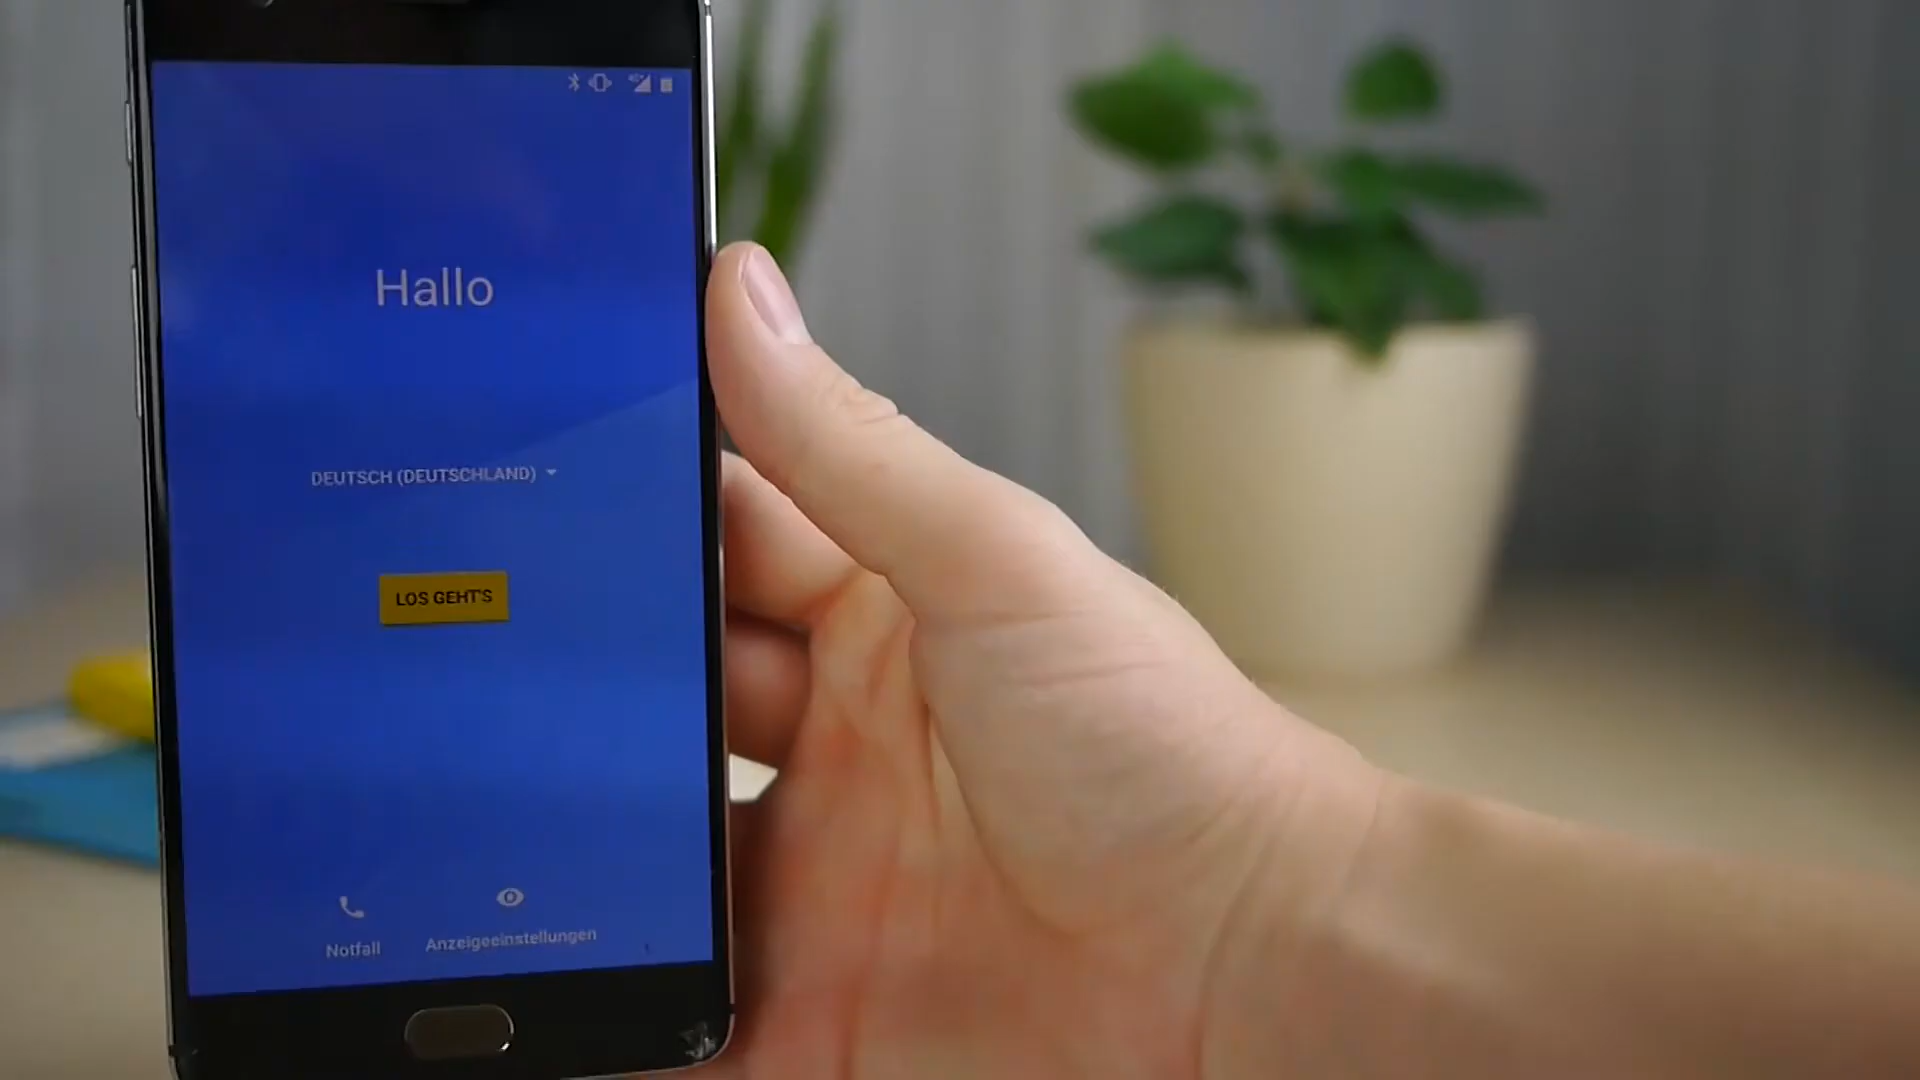 Hallo
DEUTSCH (DEUTSCHLAND)
LOS GEHT'S
Notfall
Anzeigeeinstellungen